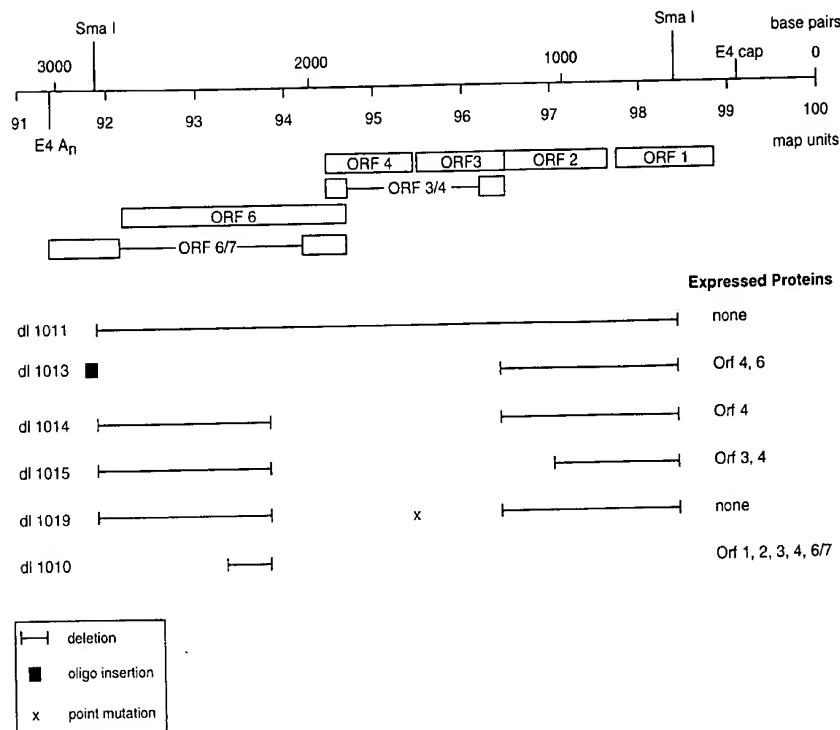 Sma I Sma I
base pairs
3000 2000 1000 E4 cap 0
91 92 93 94 95 96 97 98 99 100
E4 An map units
ORF 4 ORF3 ORF 2 ORF 1
ORF 3/4
ORF 6
ORF 6/7
Expressed Proteins
dl 1011 none
dl 1013 Orf 4, 6
dl 1014 Orf 4
dl 1015 Orf 3, 4
dl 1019 x none
dl 1010 Orf 1, 2, 3, 4, 6/7
deletion
oligo insertion
x point mutation